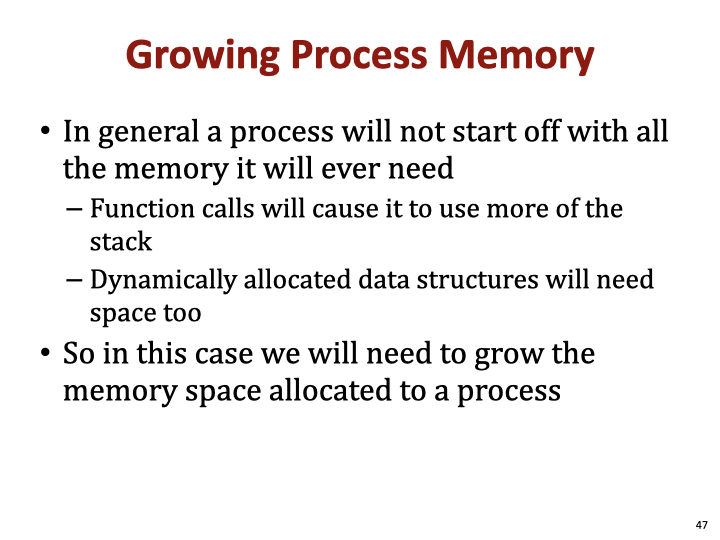 Growing Process Memory
• In general a process will not start off with all
the memory it will ever need
– Function calls will cause it to use more of the
stack
– Dynamically allocated data structures will need
space too
• So in this case we will need to grow the
memory space allocated to a process
47